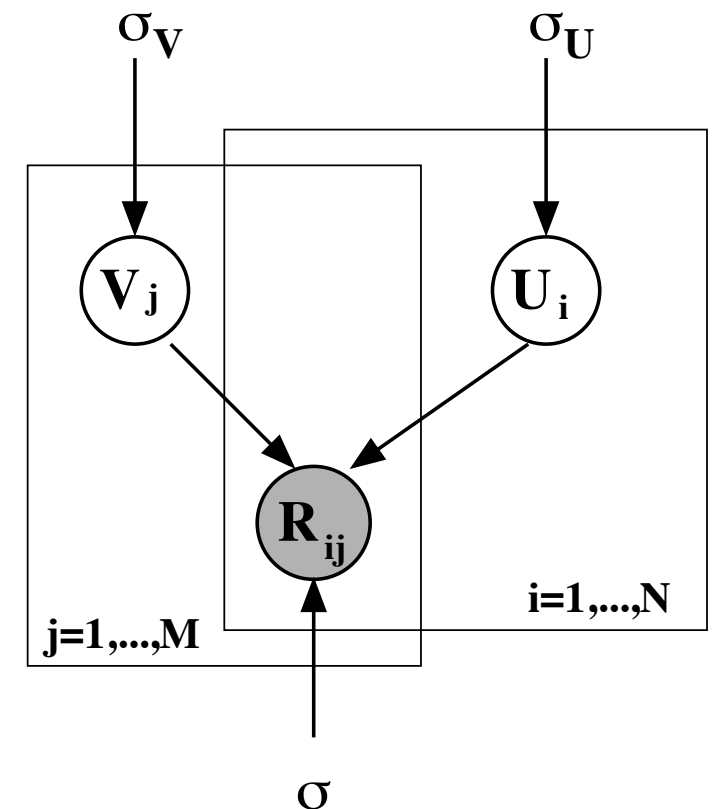 σV
σU
Vj
Ui
Rij
i=1,...,N
j=1,...,M
σ